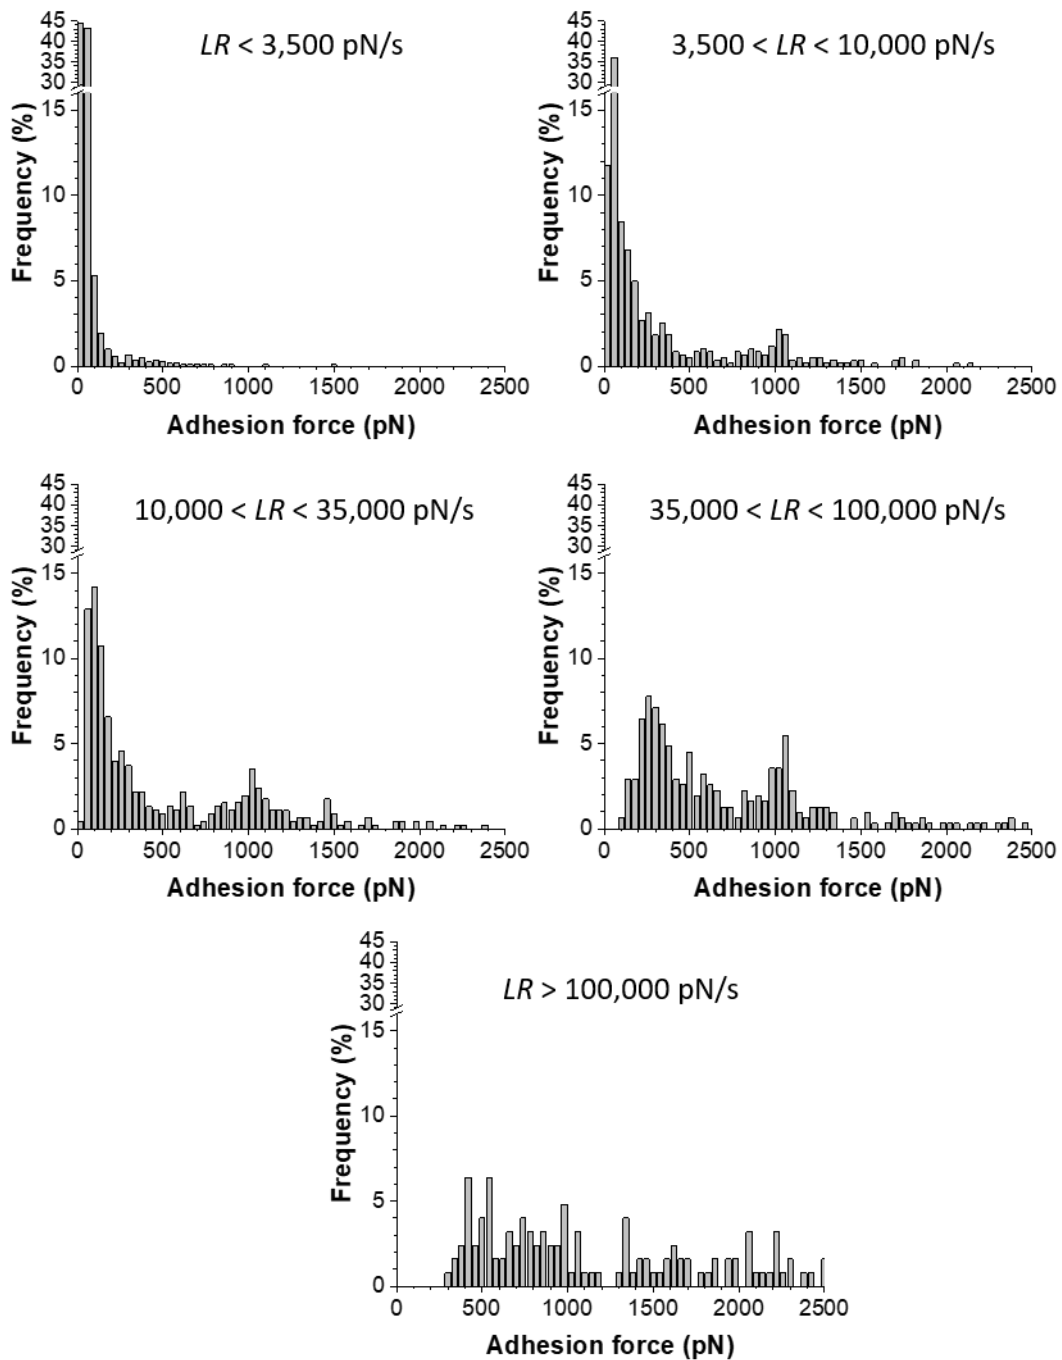 LR < 3,500 pN/s
45
40
35
30
15
10
5
0
Frequency (%)
0 500 1000 1500 2000 2500
Adhesion force (pN)
3,500 < LR < 10,000 pN/s
45
40
35
30
15
10
5
0
Frequency (%)
0 500 1000 1500 2000 2500
Adhesion force (pN)
10,000 < LR < 35,000 pN/s
45
40
35
30
15
10
5
0
Frequency (%)
0 500 1000 1500 2000 2500
Adhesion force (pN)
35,000 < LR < 100,000 pN/s
45
40
35
30
15
10
5
0
Frequency (%)
0 500 1000 1500 2000 2500
Adhesion force (pN)
LR > 100,000 pN/s
45
40
35
30
15
10
5
0
Frequency (%)
0 500 1000 1500 2000 2500
Adhesion force (pN)